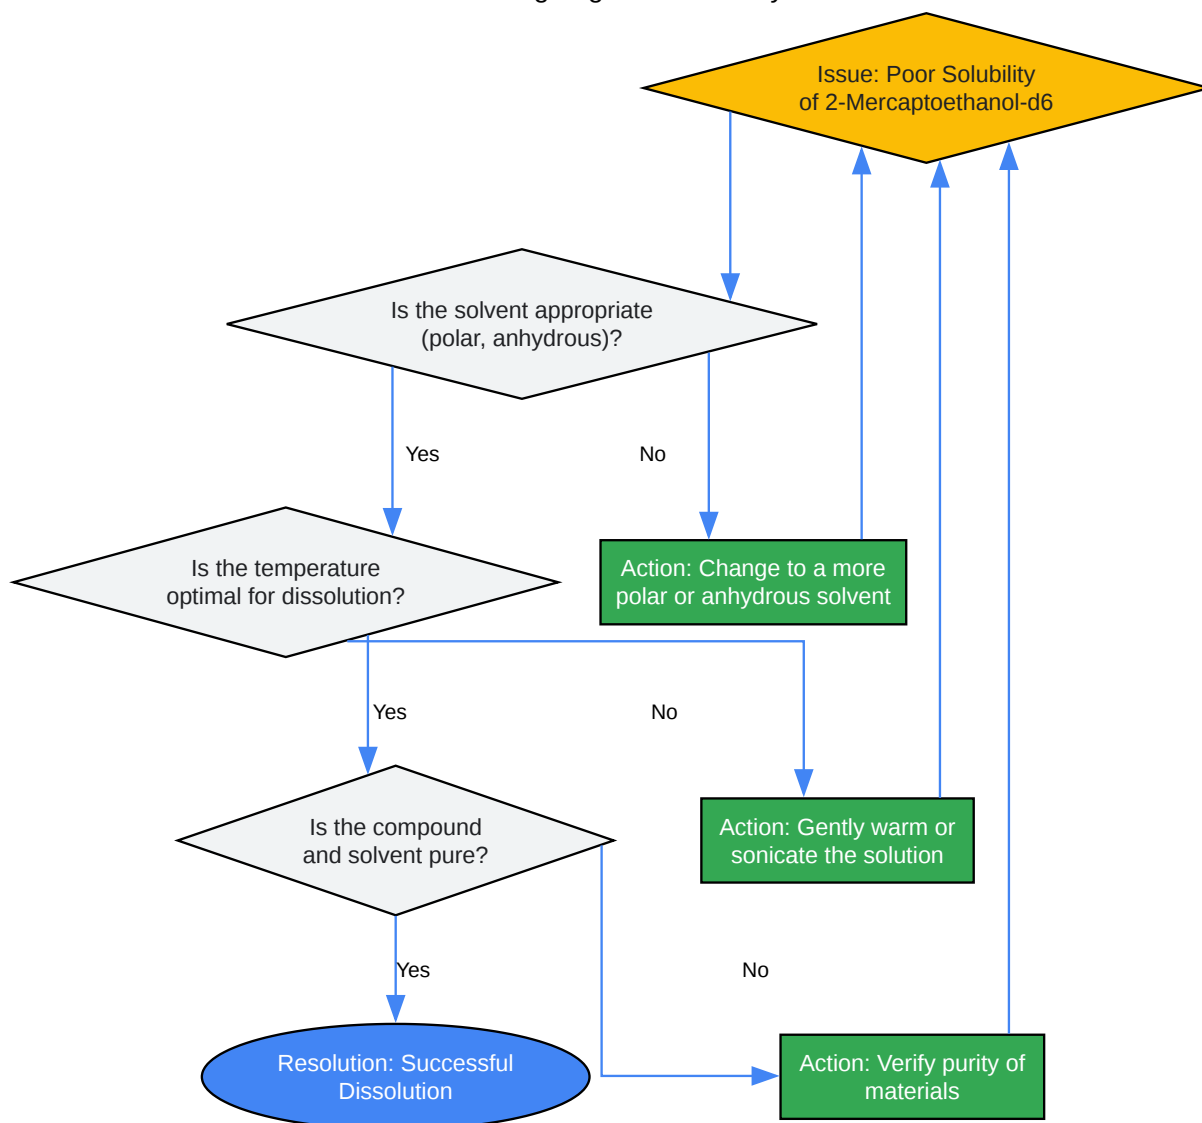 Issue: Poor Solubility
of 2-Mercaptoethanol-d6
Is the solvent appropriate
(polar, anhydrous)?
Yes
No
Is the temperature
optimal for dissolution?
Action: Change to a more
polar or anhydrous solvent
Yes
No
Is the compound
and solvent pure?
Action: Gently warm or
sonicate the solution
Yes
No
Resolution: Successful
Dissolution
Action: Verify purity of
materials